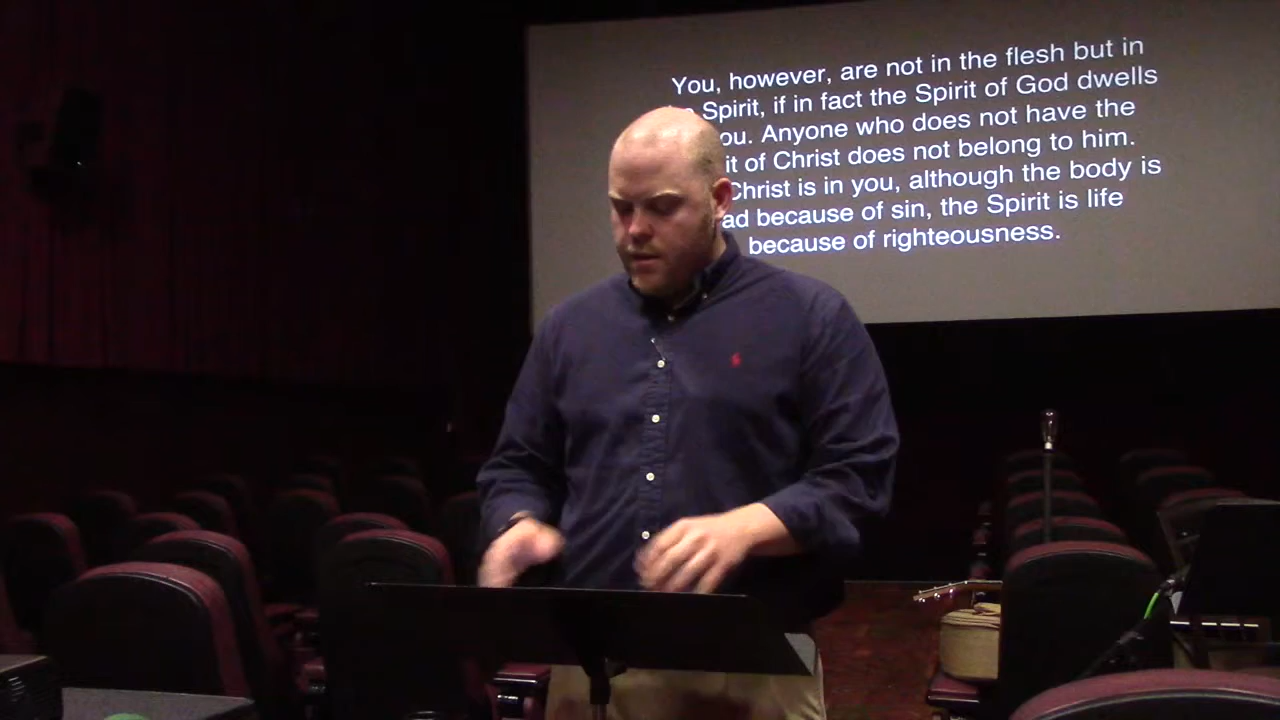 You, however, are not in the flesh but in
Spirit, if in fact the Spirit of God dwells
ou. Anyone who does not have the
it of Christ does not belong to him.
Christ is in you, although the body is
ad because of sin, the Spirit is life
because of righteousness.